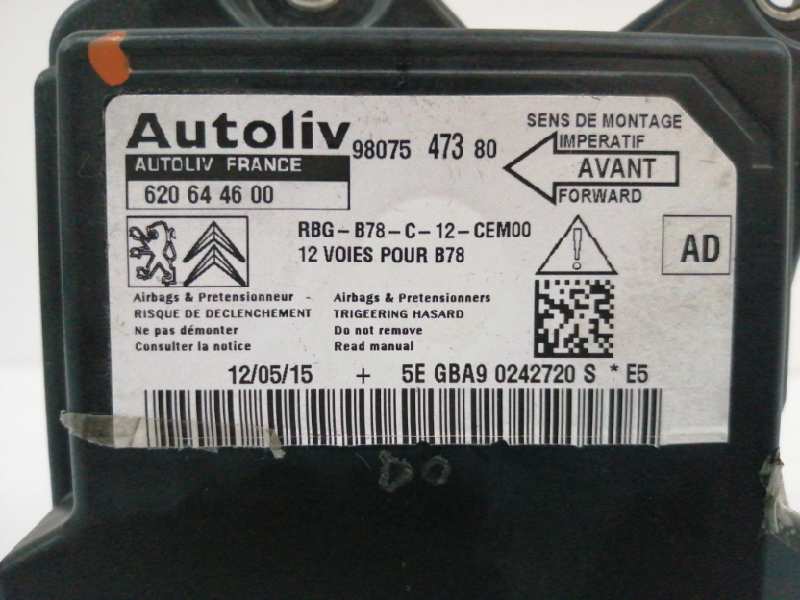 Autoliv 98075 473 80
AUTOLIV FRANCE
620 64 46 00
SENS DE MONTAGE
IMPERATIF
AVANT
FORWARD
RBG-B78-C-12-CEM00
12 VOIES POUR B78
AD
Airbags & Pretensionneur -
RISQUE DE DECLENCHEMENT
Ne pas démonter
Consulter la notice
Airbags & Pretensionners
TRIGEERING HASARD
Do not remove
Read manual
12/05/15 + 5E GBA9 0242720 S * E5
DO